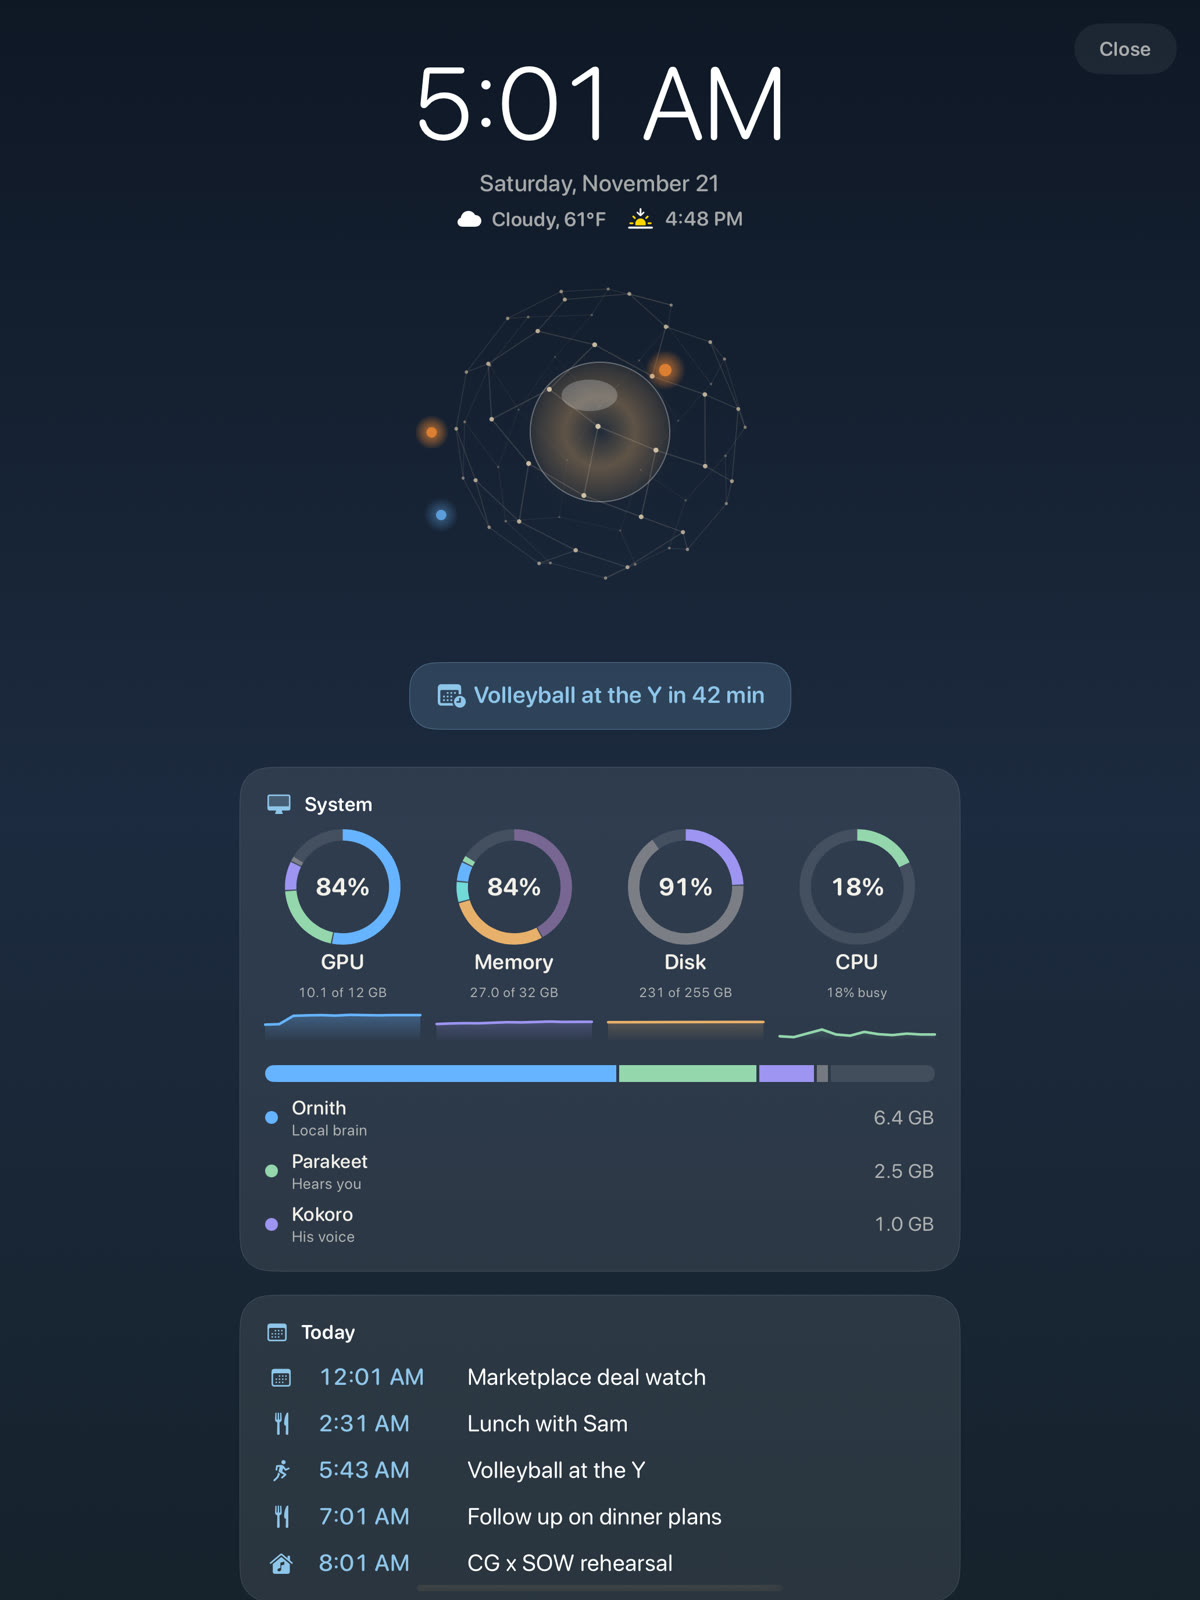 Close
5:01 AM
Saturday, November 21
Cloudy, 61°F 4:48 PM
Volleyball at the Y in 42 min
System
84% 84% 91% 18%
GPU Memory Disk CPU
10.1 of 12 GB 27.0 of 32 GB 231 of 255 GB 18% busy
Ornith
Local brain
6.4 GB
Parakeet
Hears you
2.5 GB
Kokoro
His voice
1.0 GB
Today
12:01 AM Marketplace deal watch
2:31 AM Lunch with Sam
5:43 AM Volleyball at the Y
7:01 AM Follow up on dinner plans
8:01 AM CG x SOW rehearsal